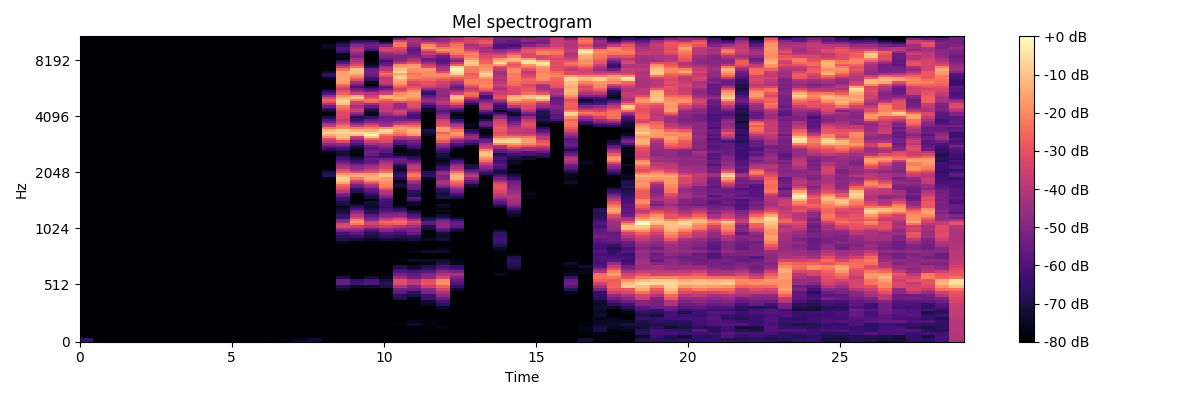 Mel spectrogram
8192
4096
2048
1024
512
0
Hz
0
5
10
15
20
25
Time
+0 dB
-10 dB
-20 dB
-30 dB
-40 dB
-50 dB
-60 dB
-70 dB
-80 dB